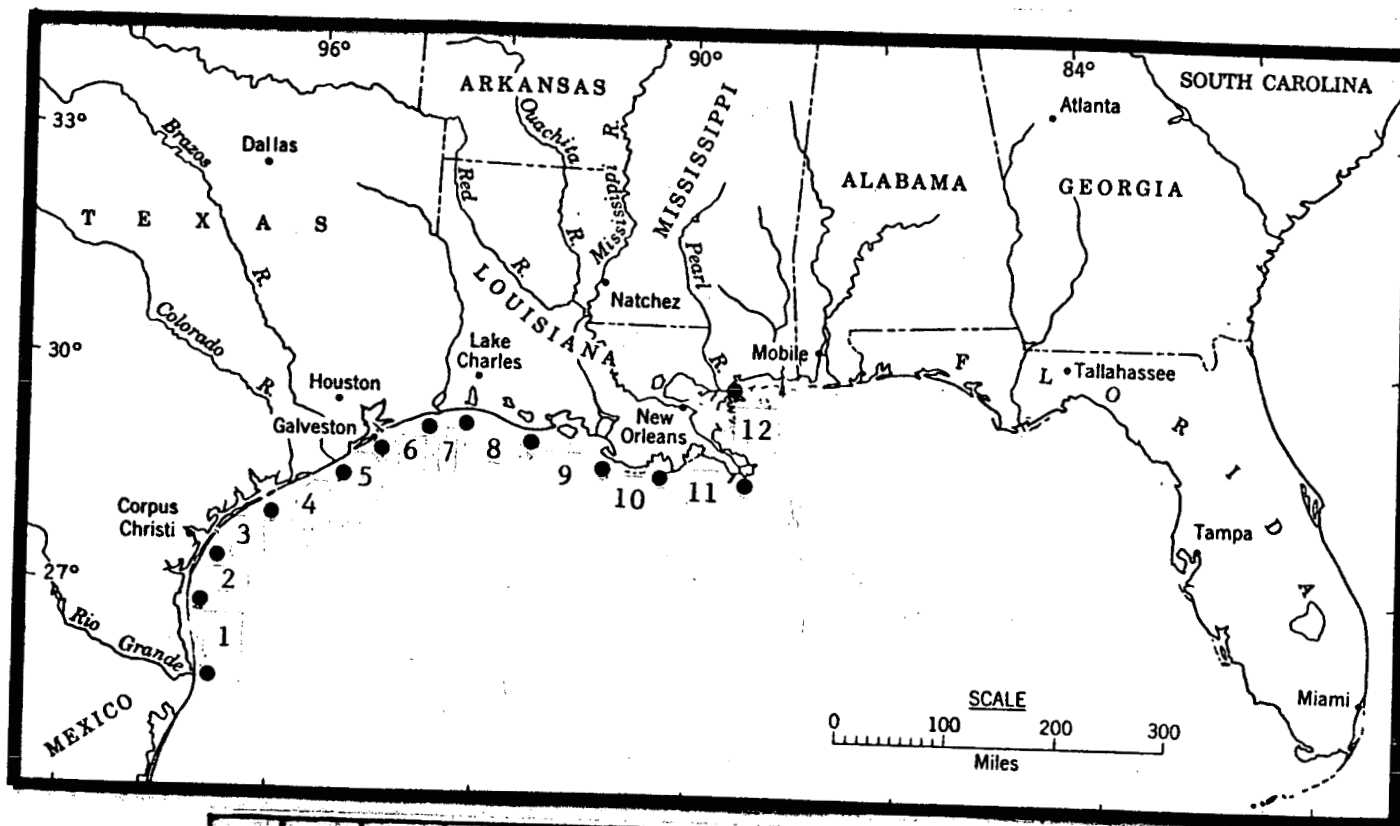 96°
90°
84°
ARKANSAS
SOUTH CAROLINA
33°
Brazos
R.
Dallas
Ouachita
R.
Mississippi
R.
MISSISSIPPI
Atlanta
Red
R.
ALABAMA
GEORGIA
TEXAS
Pearl
R.
LOUISIANA
Natchez
Colorado
R.
30°
Lake
Charles
Mobile
FLORIDA
Tallahassee
Houston
Galveston
New
Orleans
12
6
7
8
5
9
10
11
4
Corpus
Christi
3
Tampa
27°
2
Rio Grande
1
MEXICO
SCALE
0 100 200 300
Miles
Miami